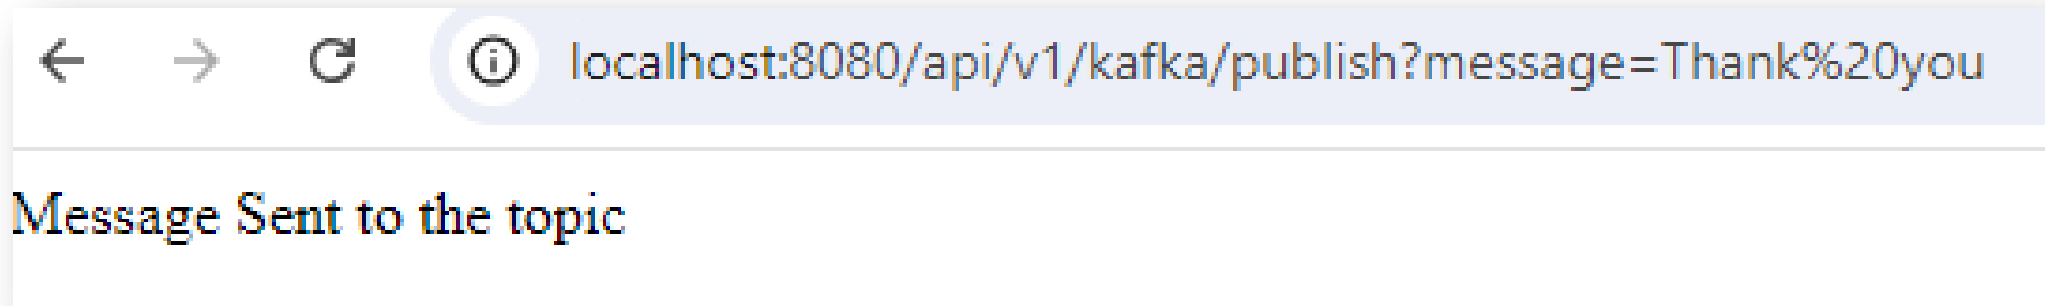 localhost:8080/api/v1/kafka/publish?message=Thank%20you
Message Sent to the topic